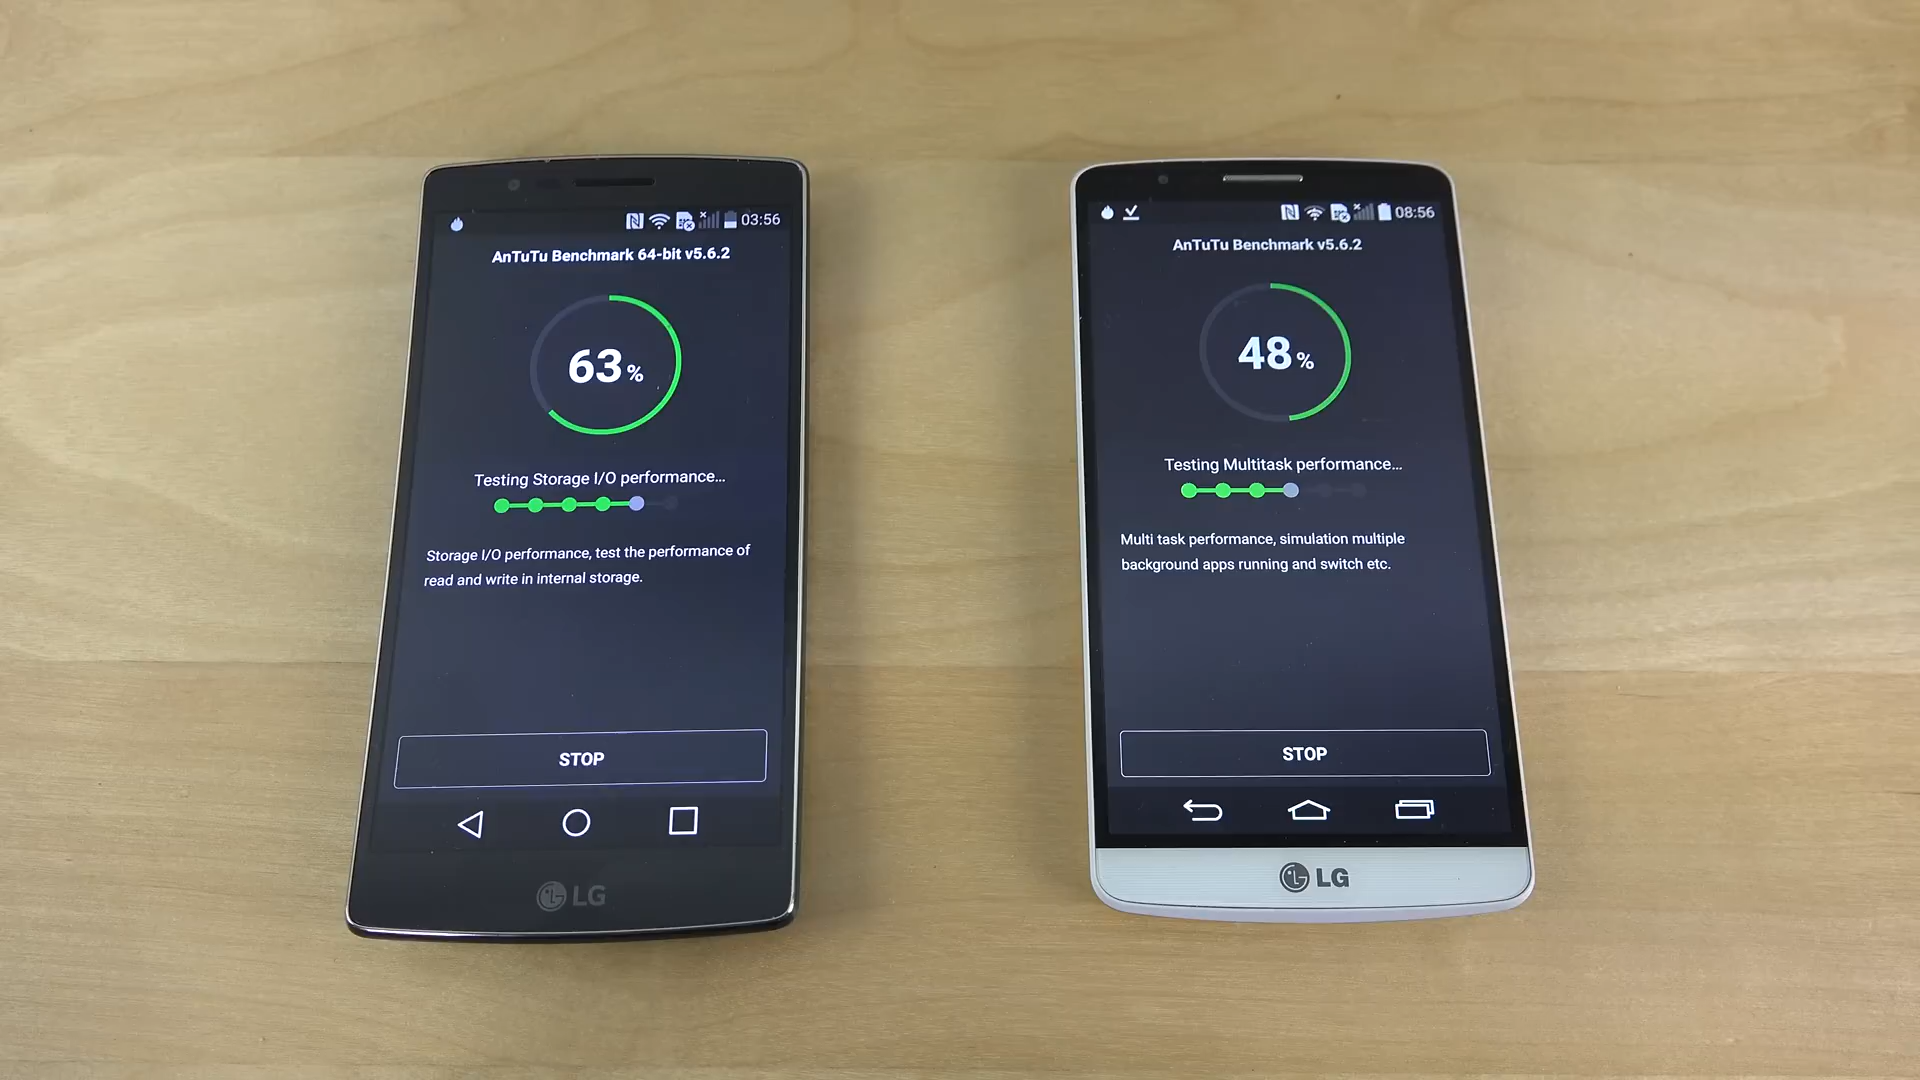 03:56
AnTuTu Benchmark 64-bit v5.6.2
63%
Testing Storage I/O performance...
Storage I/O performance, test the performance of
read and write in internal storage.
STOP
LG
08:56
AnTuTu Benchmark v5.6.2
48%
Testing Multitask performance...
Multi task performance, simulation multiple
background apps running and switch etc.
STOP
LG